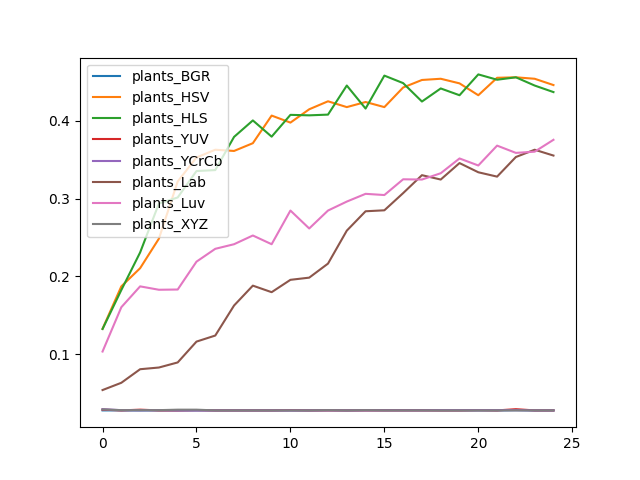 plants_BGR
plants_HSV
plants_HLS
plants_YUV
plants_YCrCb
plants_Lab
plants_Luv
plants_XYZ
0.4
0.3
0.2
0.1
0 5 10 15 20 25